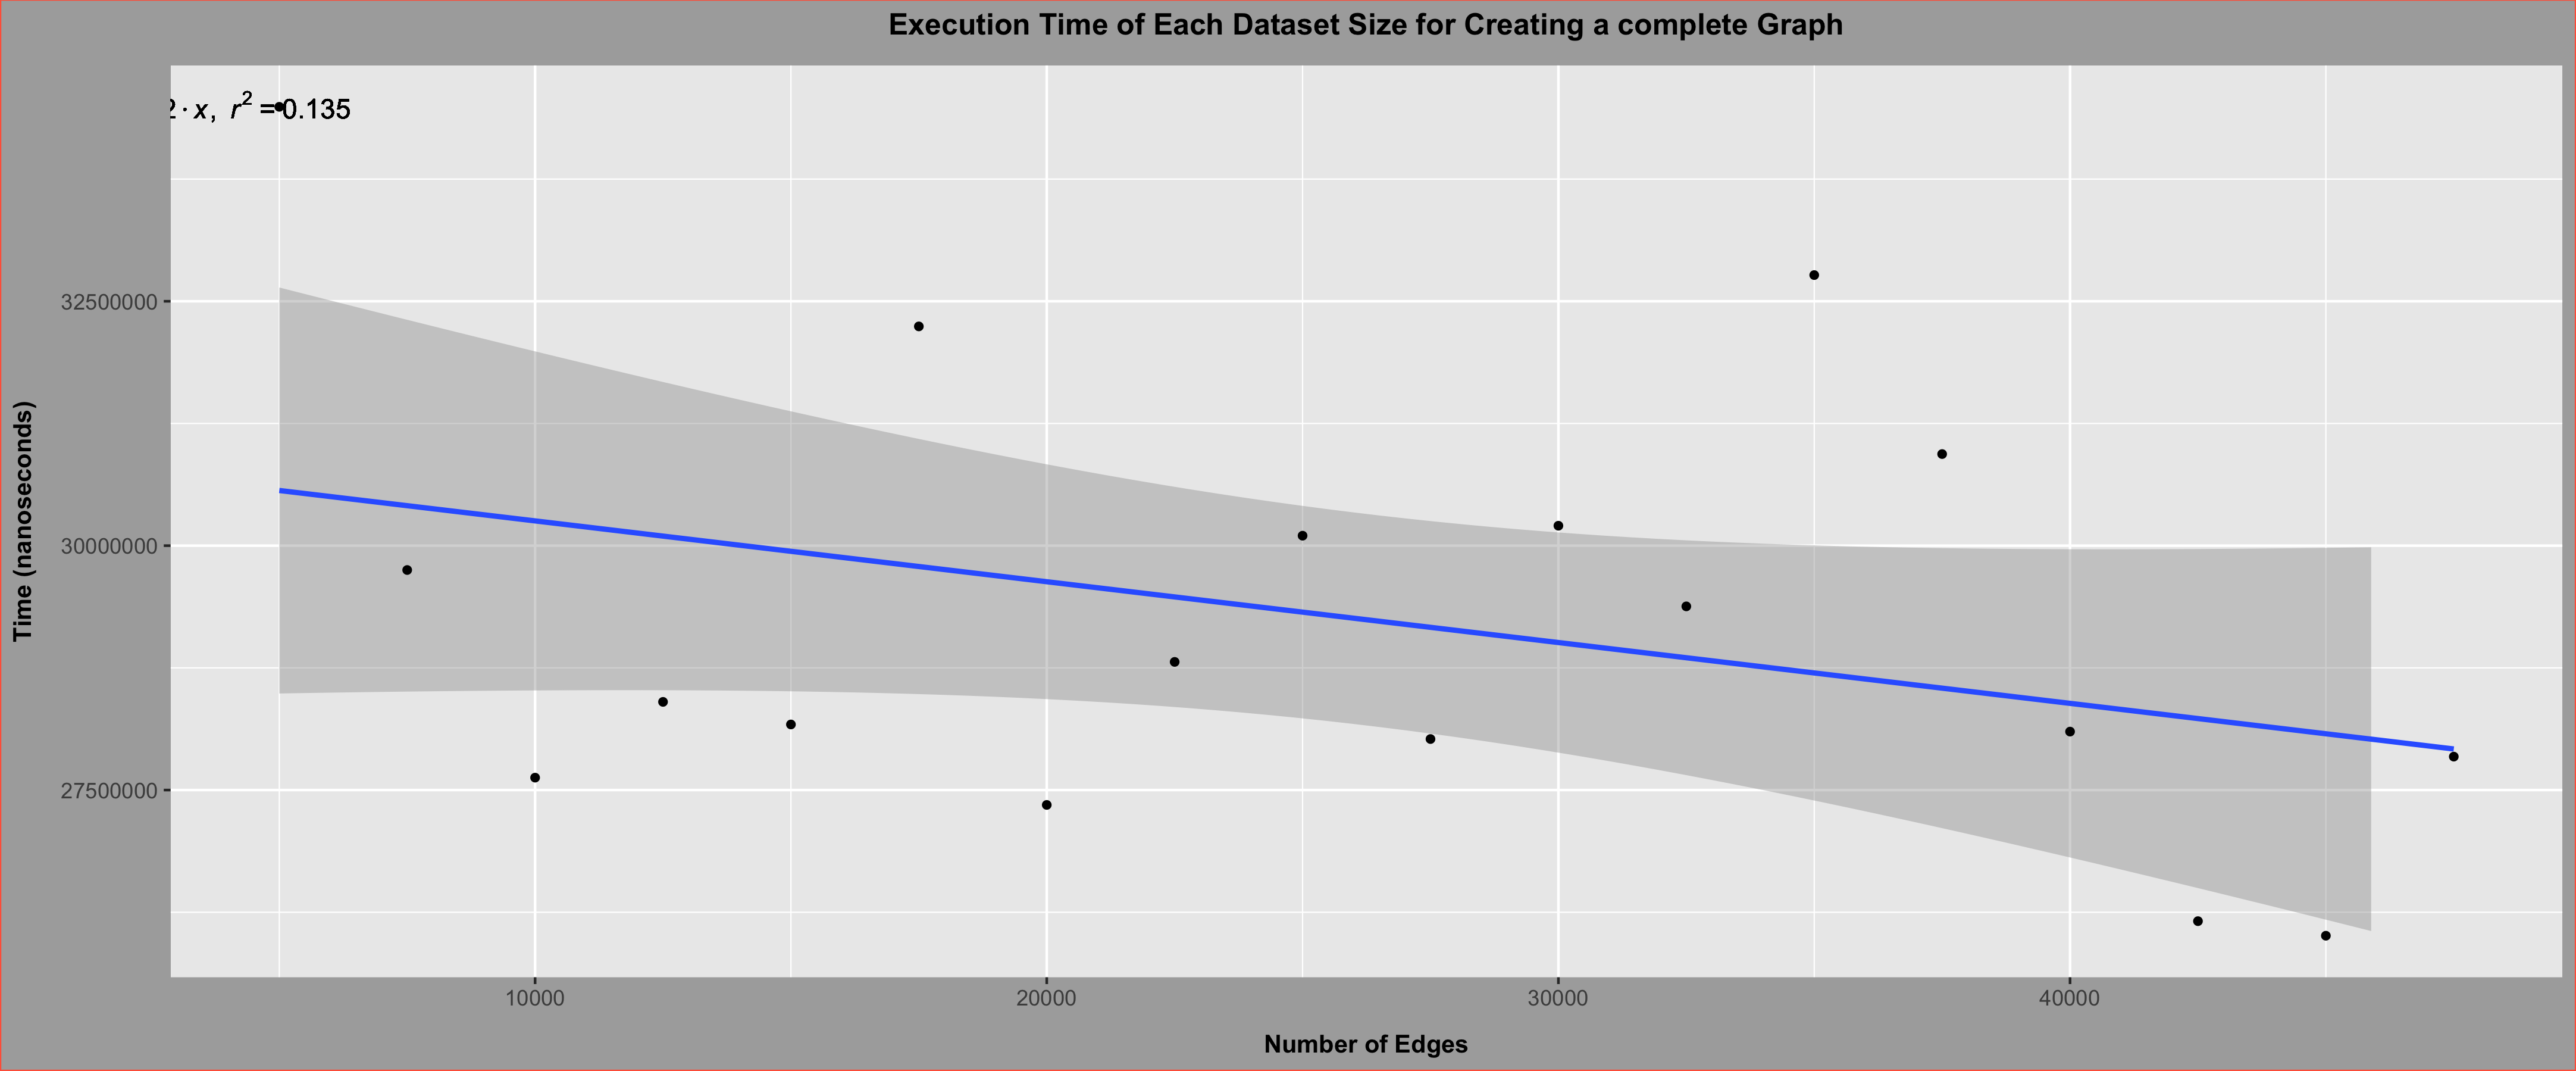 Execution Time of Each Dataset Size for Creating a complete Graph
2 · x, r² = 0.135
32500000
30000000
27500000
Time (nanoseconds)
10000 20000 30000 40000
Number of Edges